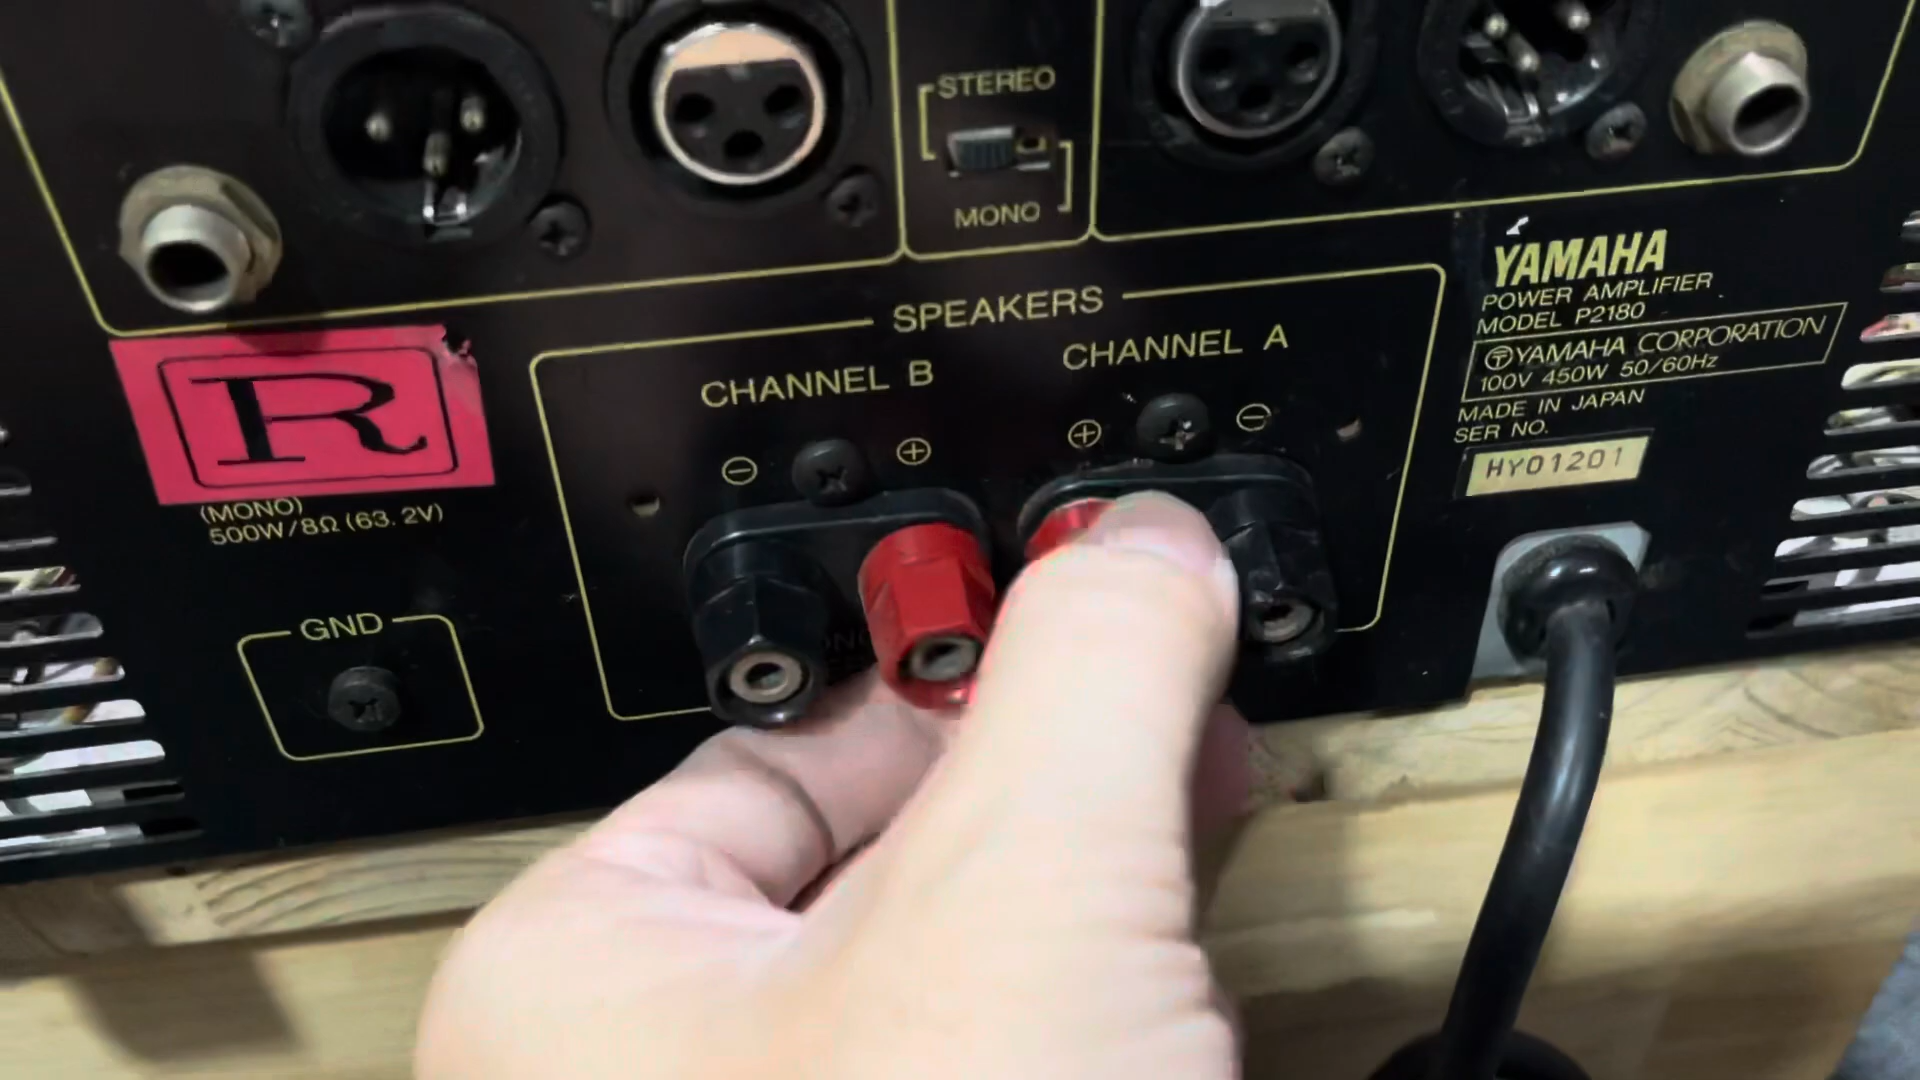 STEREO
MONO
SPEAKERS
CHANNEL B
CHANNEL A
⊖
⊕
⊕
⊖
R
(MONO)
500W/8Ω (63.2V)
GND
YAMAHA
POWER AMPLIFIER
MODEL P2180
YAMAHA CORPORATION
100V 450W 50/60Hz
MADE IN JAPAN
SER NO.
HY01201